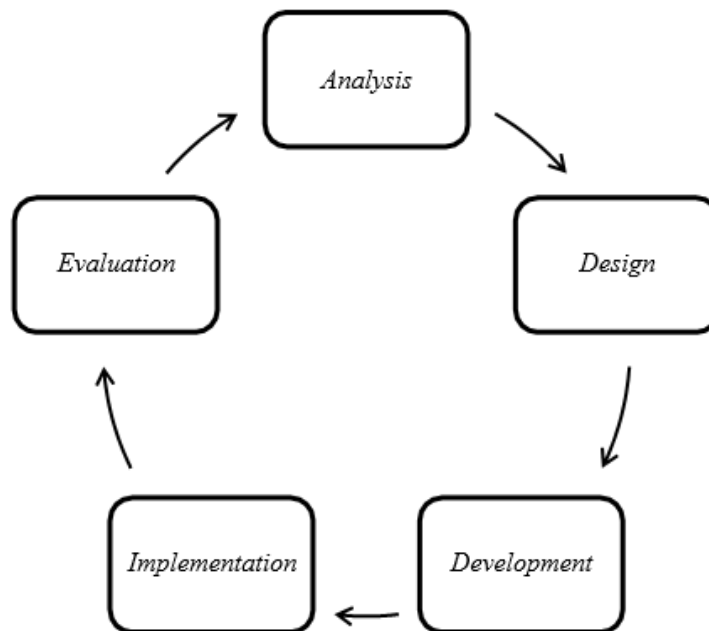 Analysis
Evaluation
Design
Implementation
Development